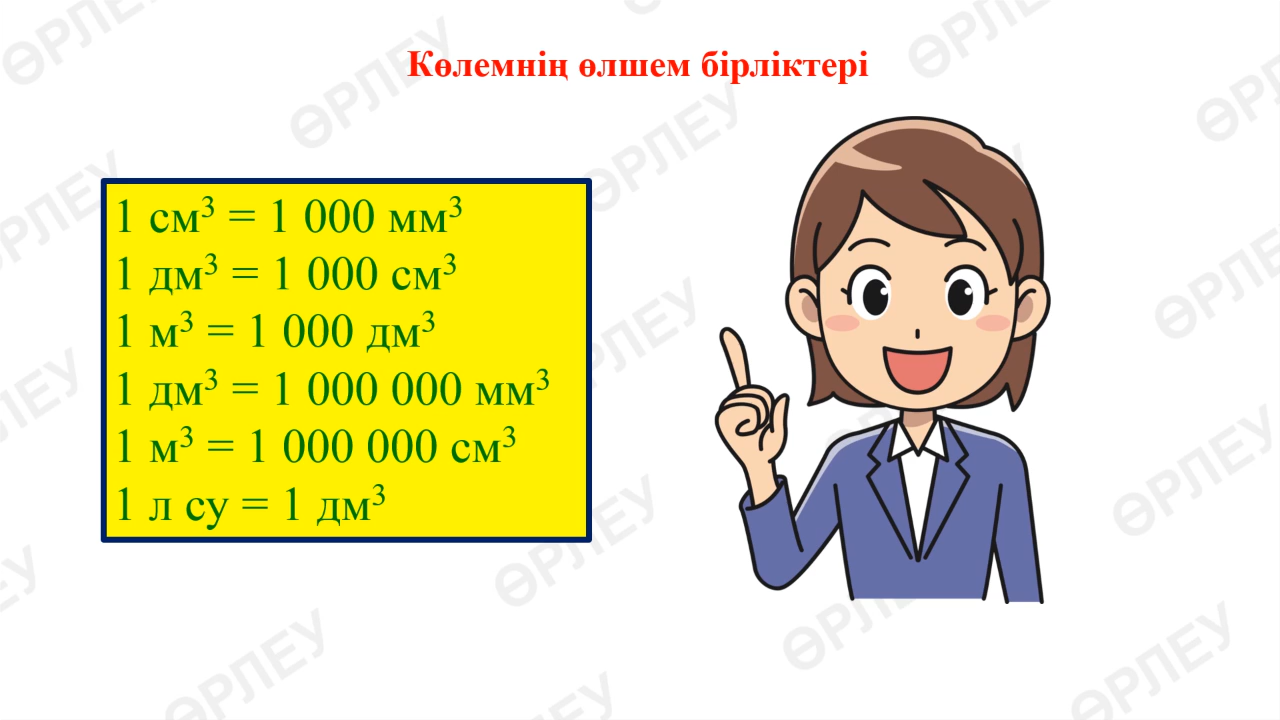 Көлемнің өлшем бірліктері
1 см³ = 1 000 мм³
1 дм³ = 1 000 см³
1 м³ = 1 000 дм³
1 дм³ = 1 000 000 мм³
1 м³ = 1 000 000 см³
1 л су = 1 дм³
ӨРЛЕУ